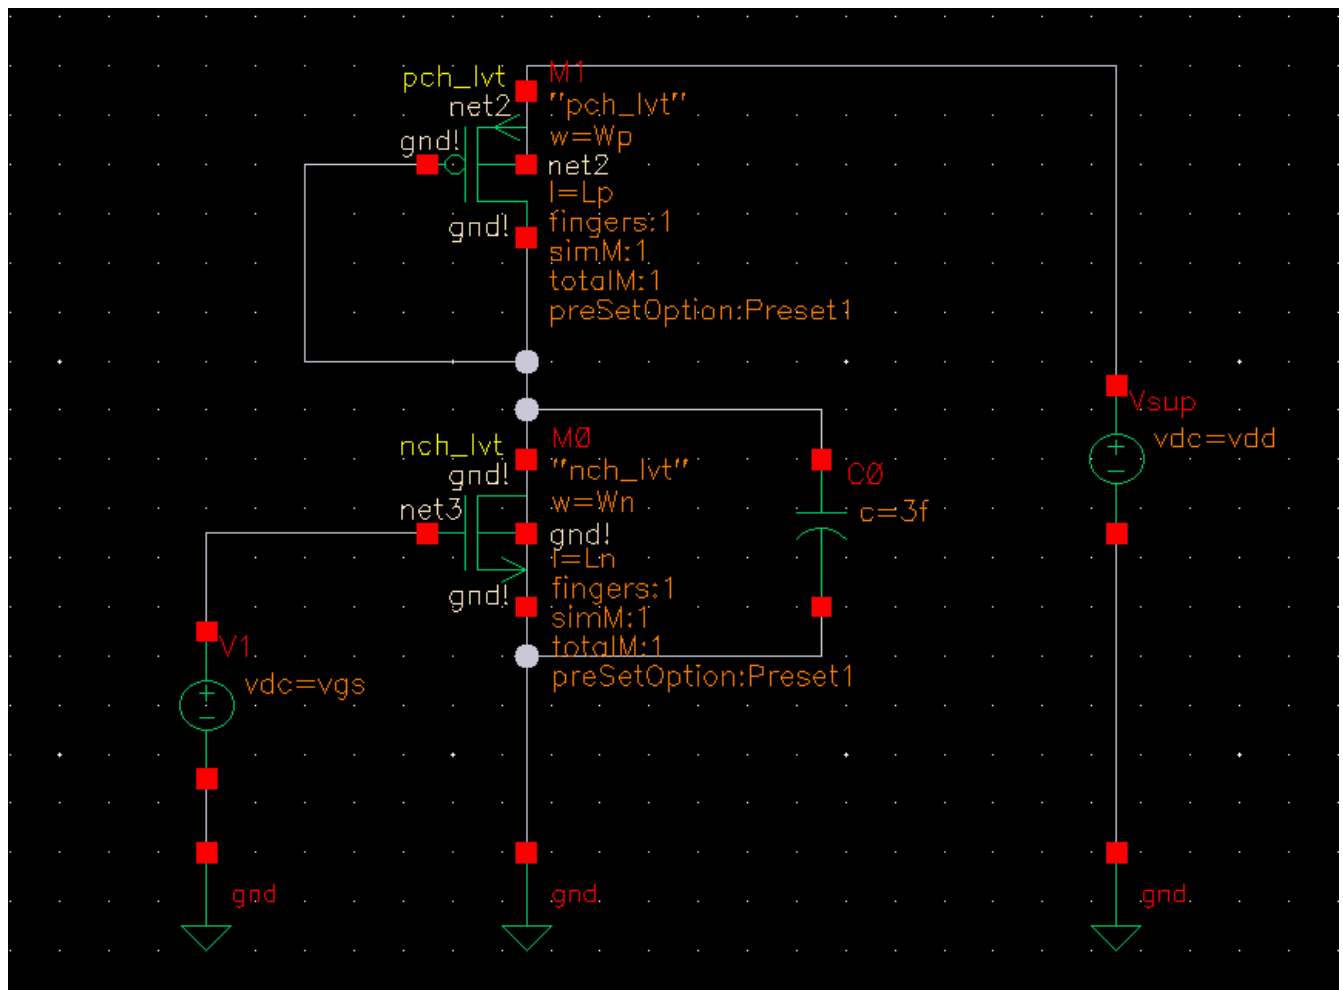 pch_lvt
M1
net2
"pch_lvt"
gnd!
w=Wp
net2
l=Lp
gnd!
fingers:1
simM:1
totalM:1
preSetOption:Preset1
nch_lvt
M0
gnd!
"nch_lvt"
net3
w=Wn
gnd!
l=Ln
gnd!
fingers:1
simM:1
totalM:1
preSetOption:Preset1
C0
c=3f
Vsup
vdc=vdd
V1
vdc=vgs
gnd
gnd
gnd